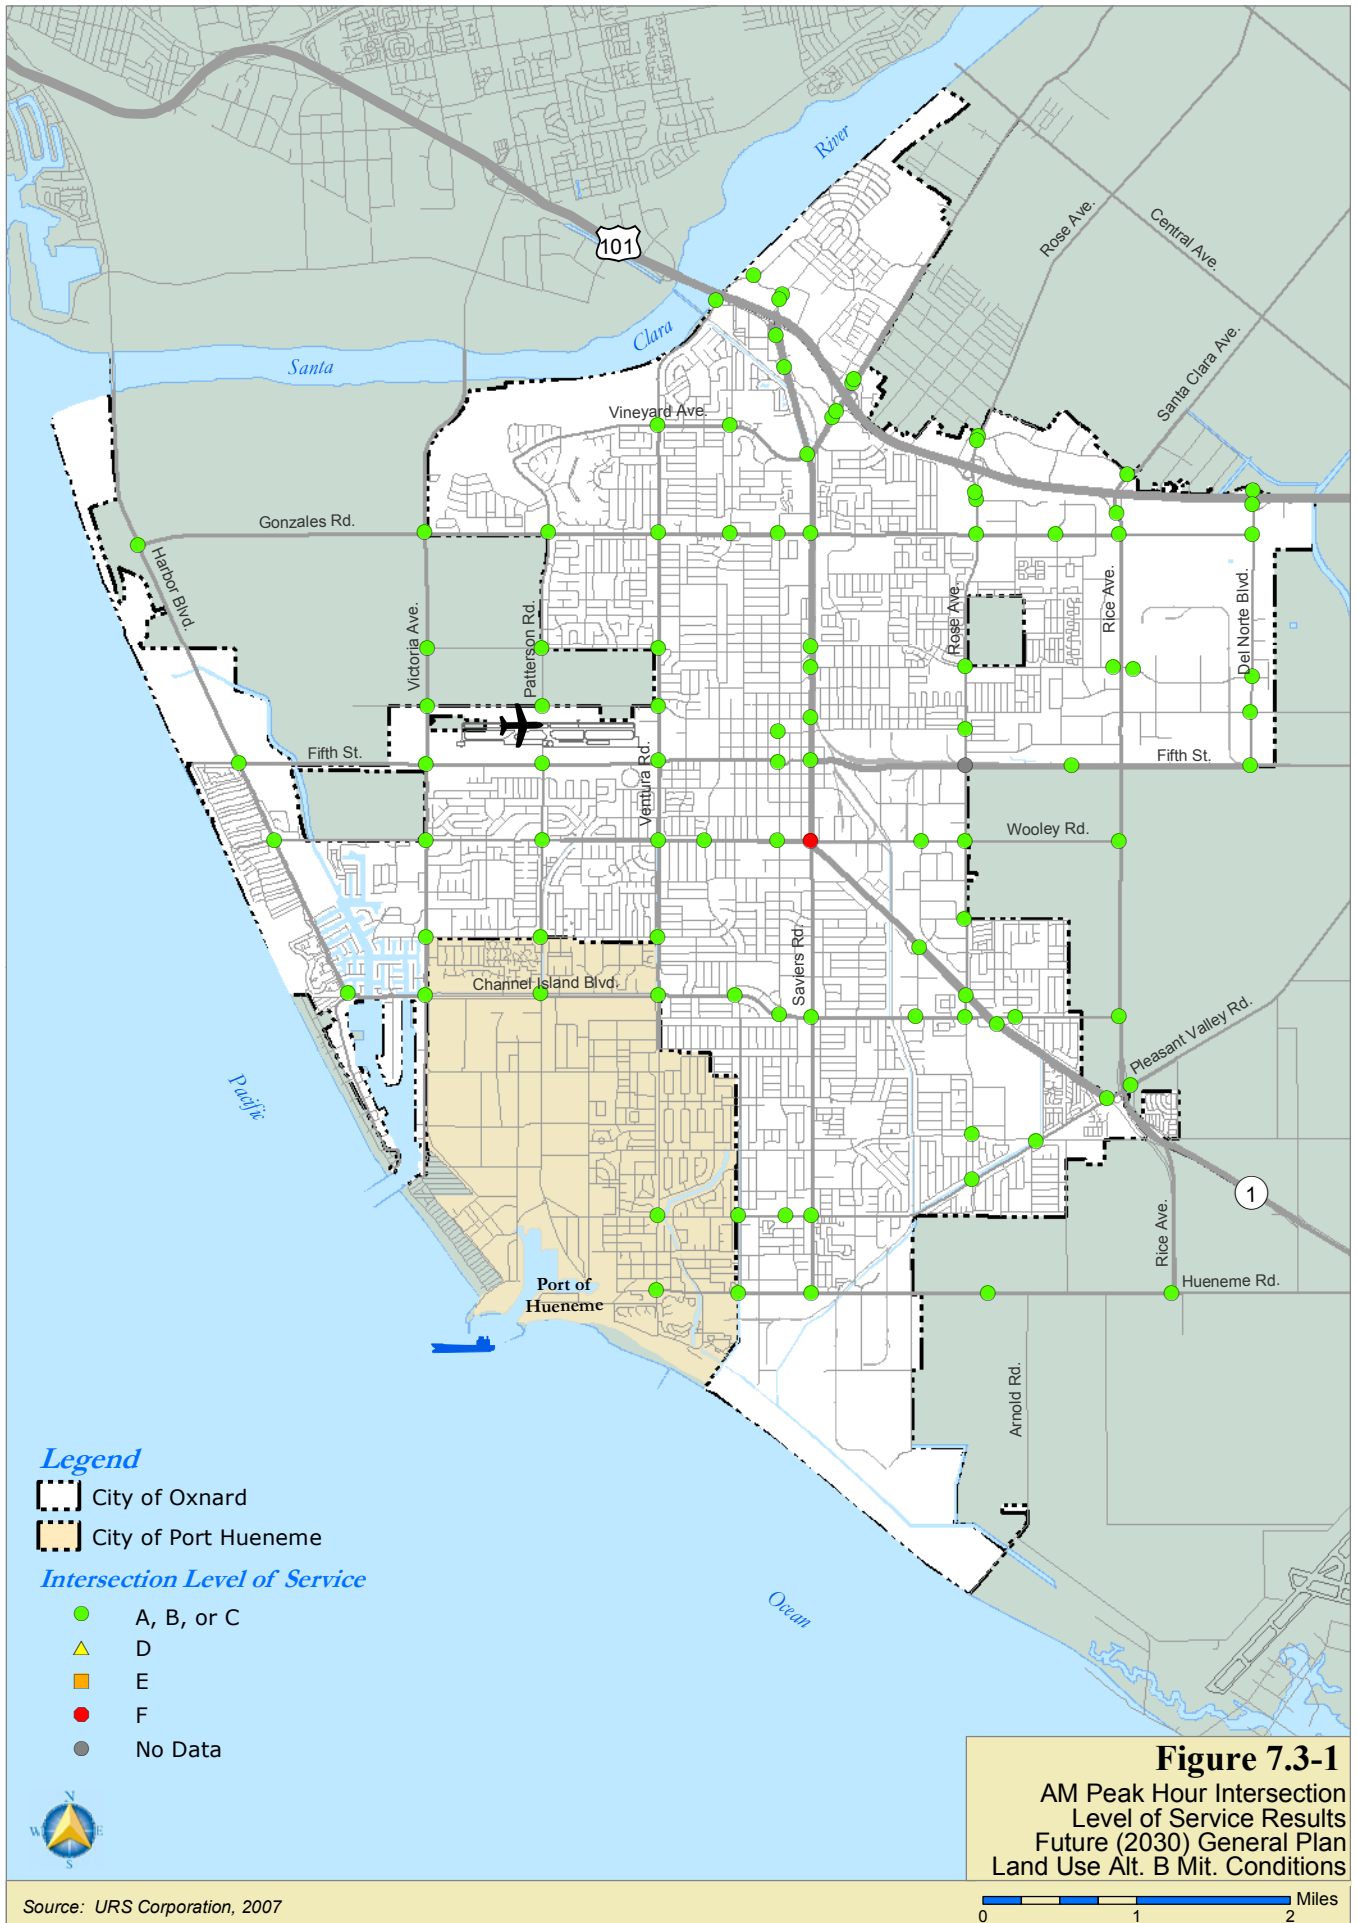 River
101
Rose Ave.
Central Ave.
Clara
Santa
Santa Clara Ave.
Vineyard Ave.
Gonzales Rd.
Harbor Blvd.
Victoria Ave.
Patterson Rd.
Rose Ave.
Rice Ave.
Del Norte Blvd.
Ventura Rd.
Fifth St.
Fifth St.
Wooley Rd.
Saviers Rd.
Channel Island Blvd.
Pleasant Valley Rd.
Pacific
1
Rice Ave.
Port of
Hueneme
Hueneme Rd.
Arnold Rd.
Ocean
Legend
City of Oxnard
City of Port Hueneme
Intersection Level of Service
A, B, or C
D
E
F
No Data
N
W
E
S
Figure 7.3-1
AM Peak Hour Intersection
Level of Service Results
Future (2030) General Plan
Land Use Alt. B Mit. Conditions
Source: URS Corporation, 2007
Miles
0 1 2